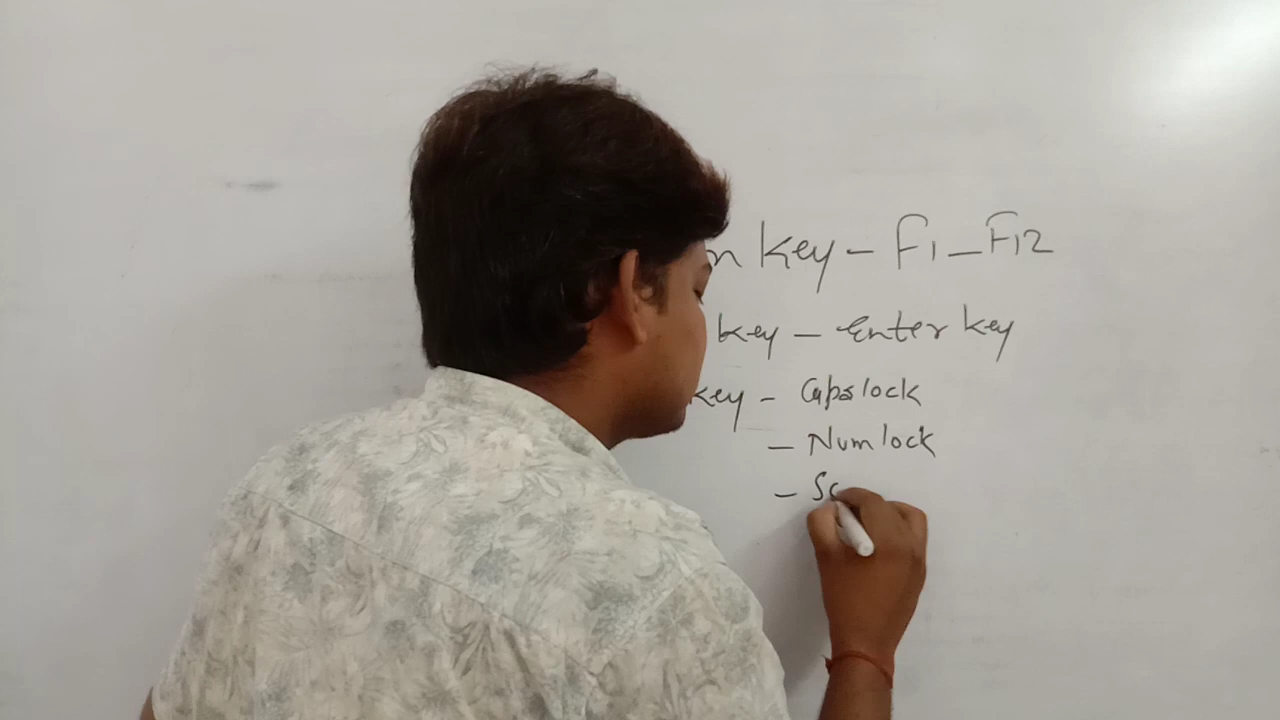 n key - F1 - F12
key - Enter key
key - Capslock
- Numlock
- Sc